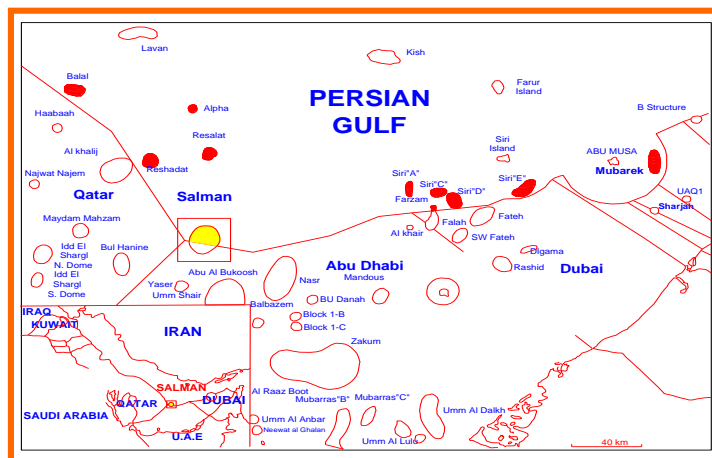 Lavan
Kish
Balal
Farur
Island
PERSIAN
GULF
Alpha
Haabaah
B Structure
Resalat
Siri
Island
Al khalij
ABU MUSA
Reshadat
Mubarek
Najwat Najem
Siri"A"
Siri"C"
Siri"E"
Qatar
Salman
Farzam
Siri"D"
UAQ1
Sharjah
Maydam Mahzam
Al khair
Falah
Fateh
SW Fateh
Idd El
Shargl
N. Dome
Bul Hanine
Digama
Idd El
Shargl
S. Dome
Yaser
Umm Shair
Abu Al Bukoosh
Nasr
Abu Dhabi
Mandous
Rashid
Dubai
Balbazem
BU Danah
Block 1-B
Block 1-C
IRAQ
KUWAIT
IRAN
Zakum
SALMAN
QATAR
DUBAI
SAUDI ARABIA
U.A.E
Al Raaz Boot
Mubarras"B"
Mubarras"C"
Umm Al Anbar
Neewat al Ghalan
Umm Al Lulu
Umm Al Dalkh
40 km